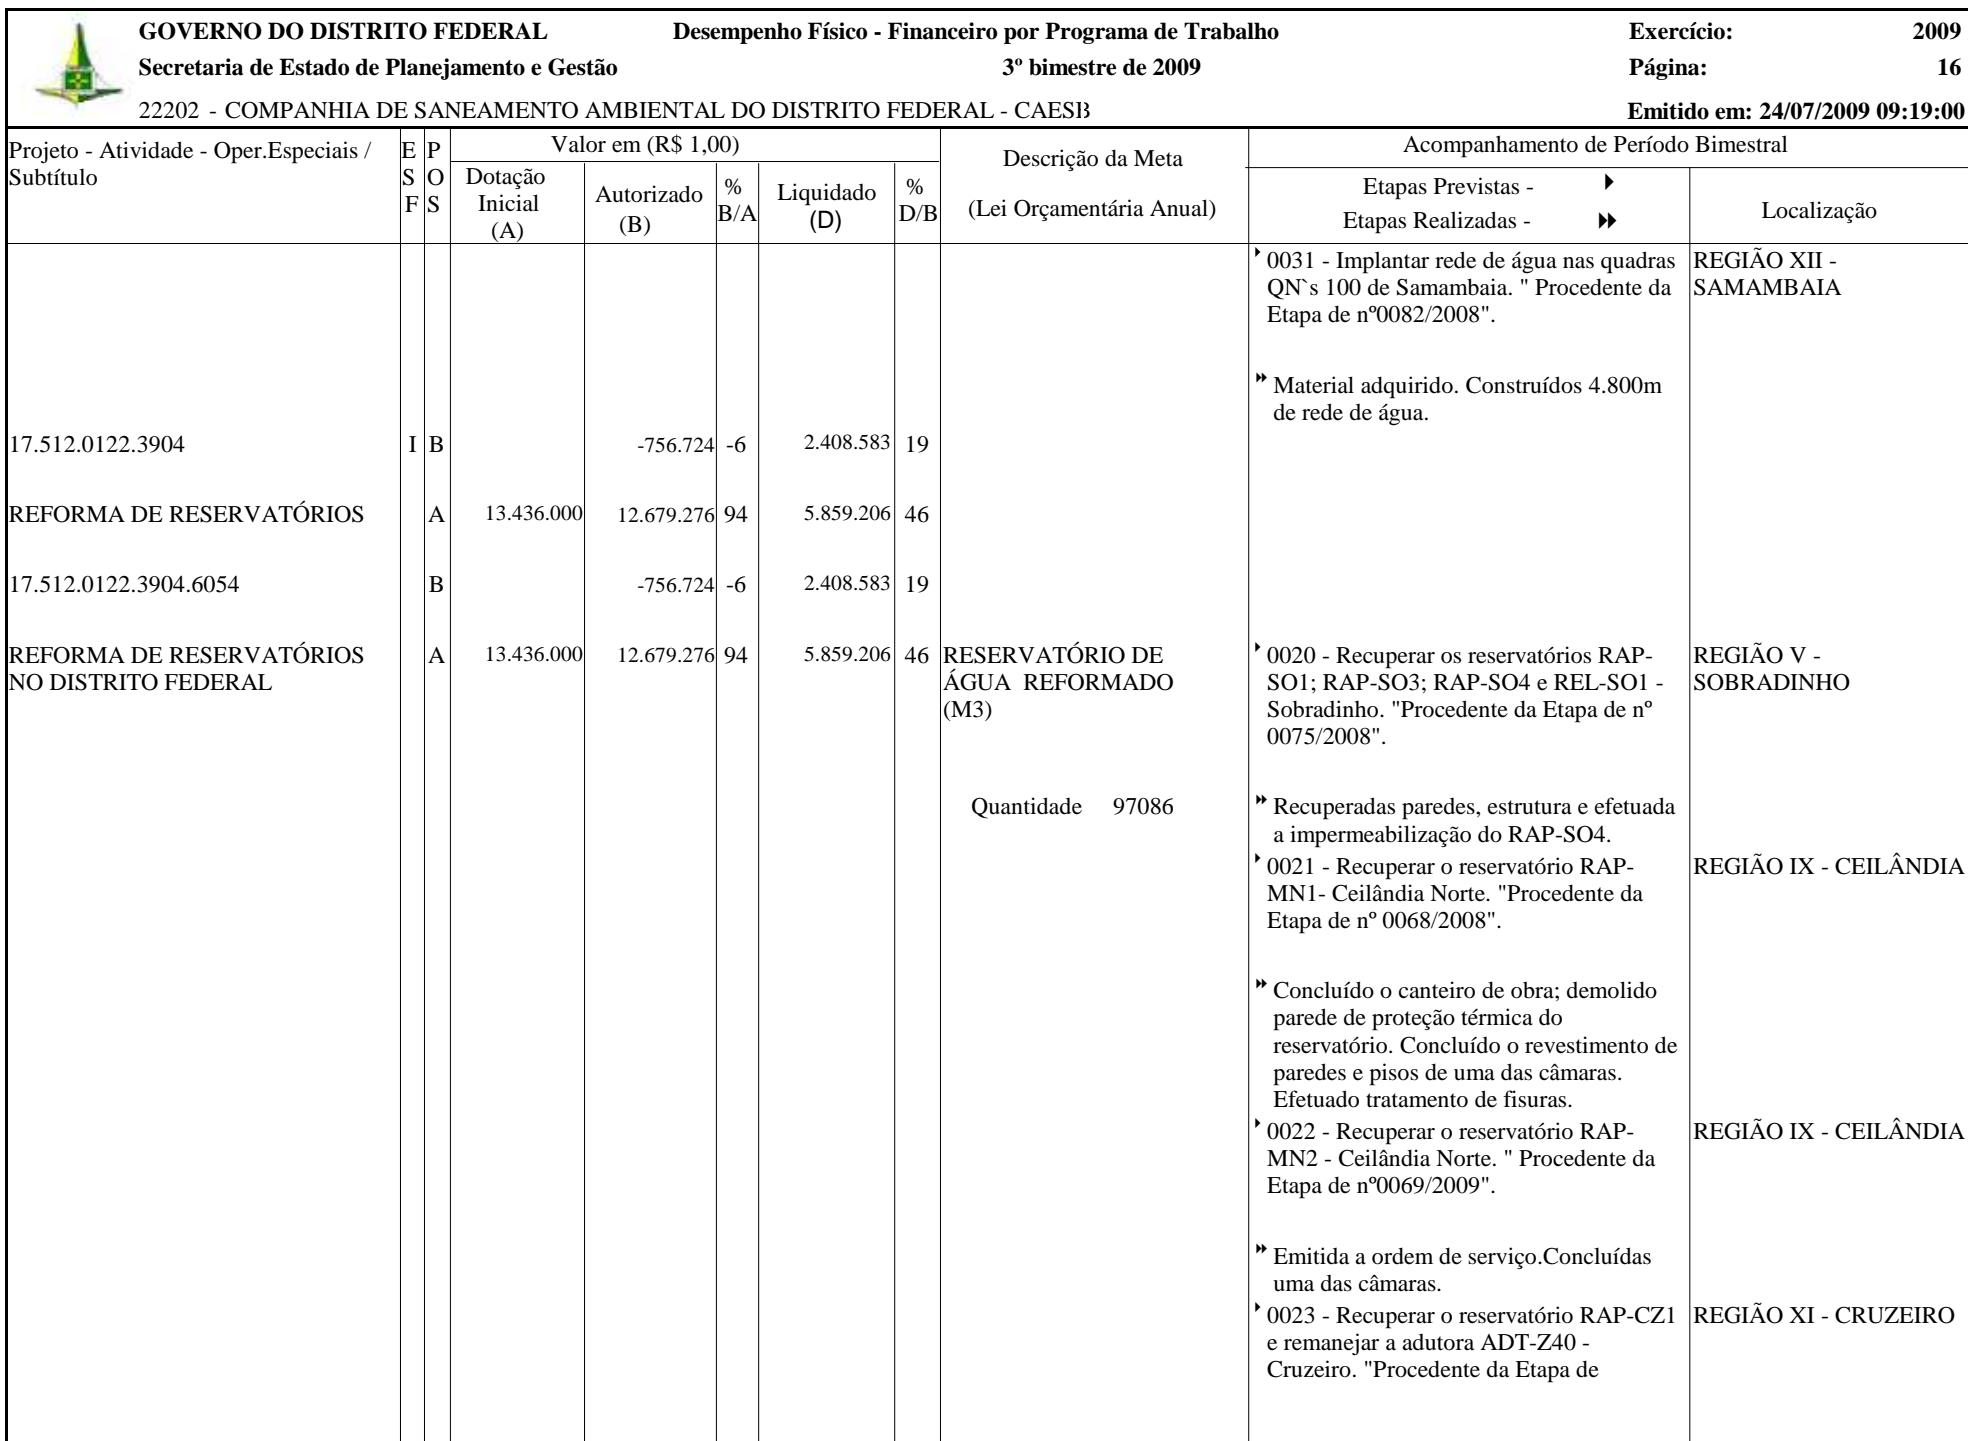 GOVERNO DO DISTRITO FEDERAL Desempenho Físico - Financeiro por Programa de Trabalho Exercício: 2009
Secretaria de Estado de Planejamento e Gestão 3º bimestre de 2009 Página: 16
22202 - COMPANHIA DE SANEAMENTO AMBIENTAL DO DISTRITO FEDERAL - CAESB Emitido em: 24/07/2009 09:19:00
Projeto - Atividade - Oper.Especiais /
Subtítulo
E
S
F
P
O
S
Valor em (R$ 1,00)
Dotação
Inicial
(A)
Autorizado
(B)
%
B/A
Liquidado
(D)
%
D/B
Descrição da Meta
(Lei Orçamentária Anual)
Acompanhamento de Período Bimestral
Etapas Previstas -
Etapas Realizadas -
Localização
0031 - Implantar rede de água nas quadras
QN`s 100 de Samambaia. " Procedente da
Etapa de nº0082/2008".
REGIÃO XII -
SAMAMBAIA
Material adquirido. Construídos 4.800m
de rede de água.
17.512.0122.3904 I B -756.724 -6 2.408.583 19
REFORMA DE RESERVATÓRIOS A 13.436.000 12.679.276 94 5.859.206 46
17.512.0122.3904.6054 B -756.724 -6 2.408.583 19
REFORMA DE RESERVATÓRIOS
NO DISTRITO FEDERAL
A 13.436.000 12.679.276 94 5.859.206 46
RESERVATÓRIO DE
ÁGUA REFORMADO
(M3)
Quantidade 97086
0020 - Recuperar os reservatórios RAP-
SO1; RAP-SO3; RAP-SO4 e REL-SO1 -
Sobradinho. "Procedente da Etapa de nº
0075/2008".
REGIÃO V -
SOBRADINHO
Recuperadas paredes, estrutura e efetuada
a impermeabilização do RAP-SO4.
0021 - Recuperar o reservatório RAP-
MN1- Ceilândia Norte. "Procedente da
Etapa de nº 0068/2008".
REGIÃO IX - CEILÂNDIA
Concluído o canteiro de obra; demolido
parede de proteção térmica do
reservatório. Concluído o revestimento de
paredes e pisos de uma das câmaras.
Efetuado tratamento de fisuras.
0022 - Recuperar o reservatório RAP-
MN2 - Ceilândia Norte. " Procedente da
Etapa de nº0069/2009".
REGIÃO IX - CEILÂNDIA
Emitida a ordem de serviço.Concluídas
uma das câmaras.
0023 - Recuperar o reservatório RAP-CZ1
e remanejar a adutora ADT-Z40 -
Cruzeiro. "Procedente da Etapa de
REGIÃO XI - CRUZEIRO